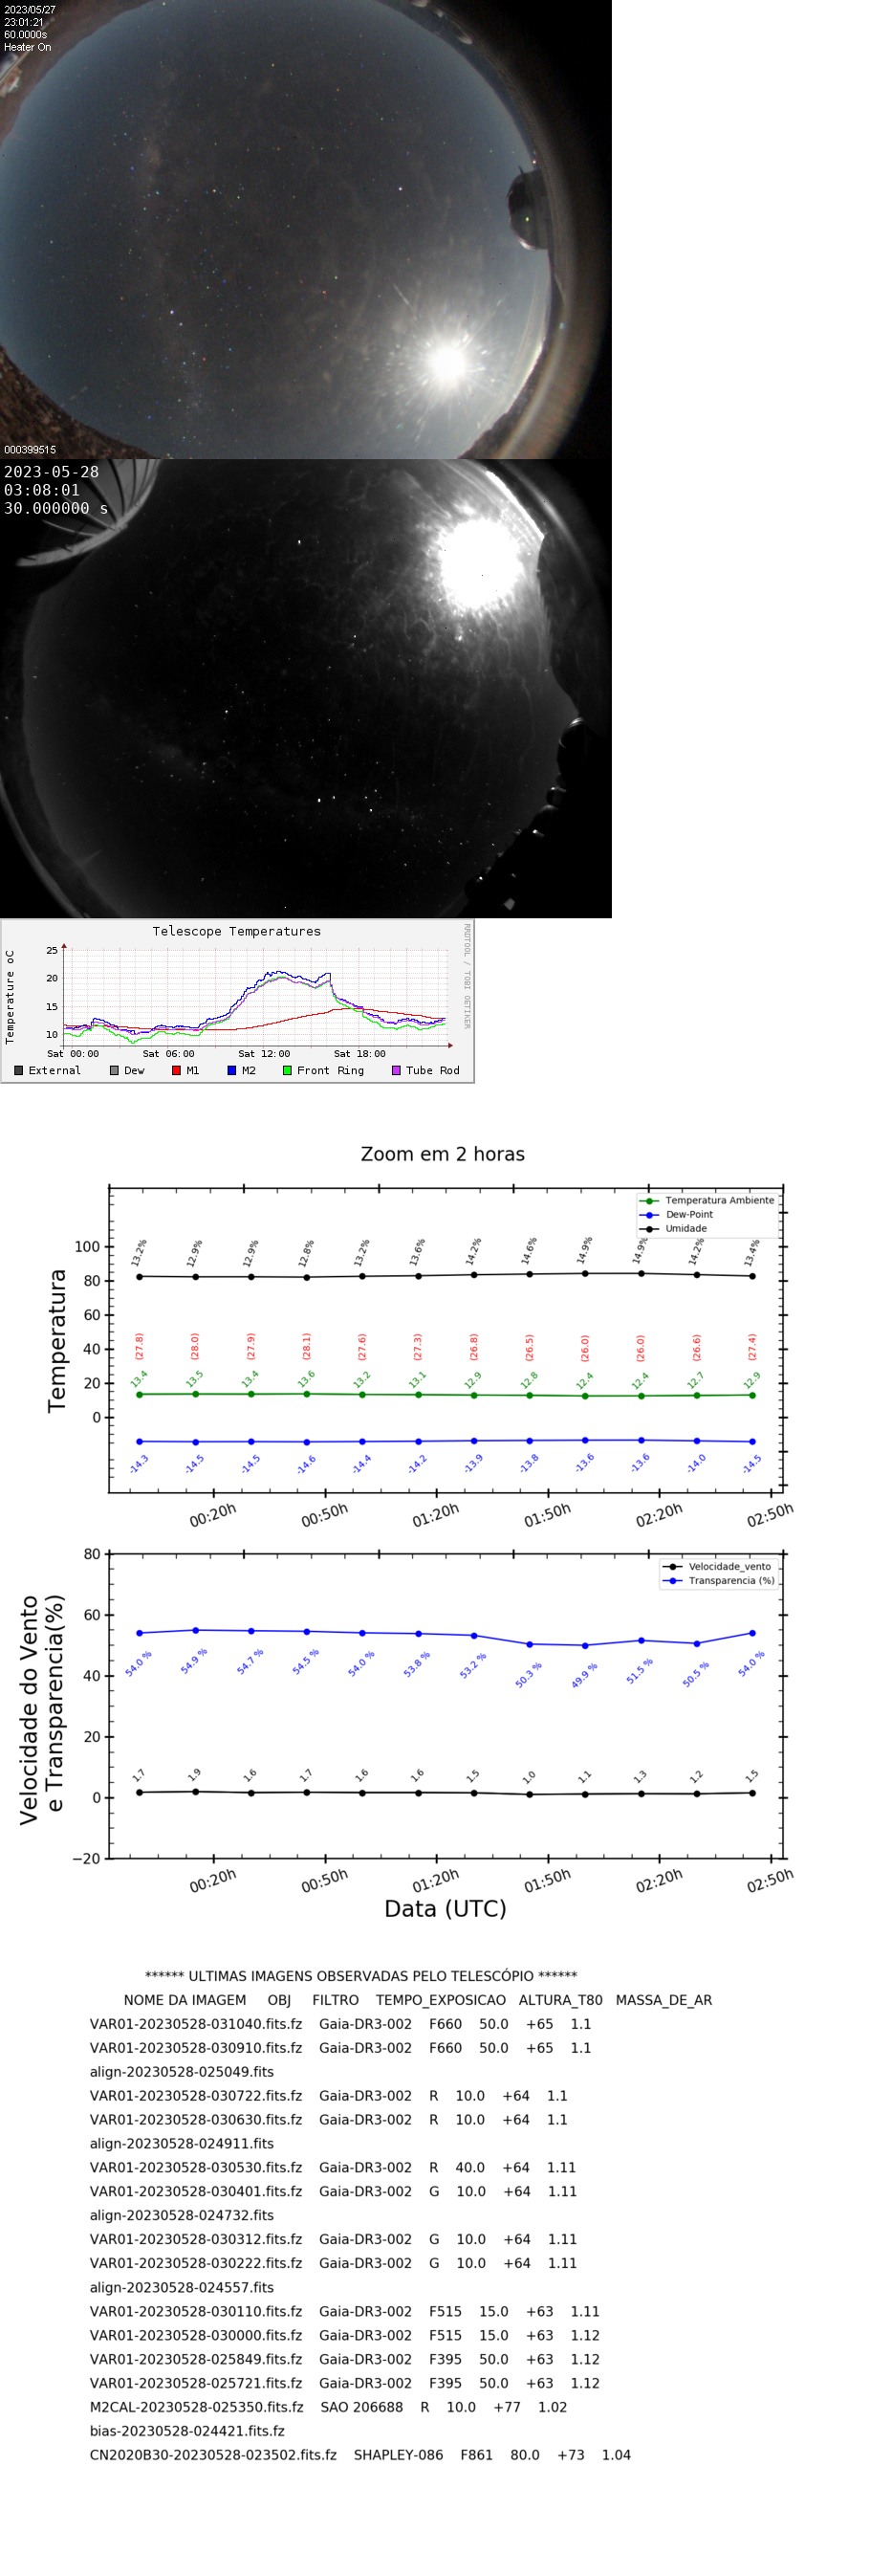 2023/05/27
23:01:21
60.0000s
Heater On
000399515
2023-05-28
03:08:01
30.000000 s
Telescope Temperatures
RRDTOOL / TOBI OETIKER
Temperature oC
25
20
15
10
Sat 00:00 Sat 06:00 Sat 12:00 Sat 18:00
External Dew M1 M2 Front Ring Tube Rod
Zoom em 2 horas
Temperatura Ambiente
Dew-Point
Umidade
Temperatura
100
80
60
40
20
0
13.2% 12.9% 12.9% 12.8% 13.2% 13.6% 14.2% 14.6% 14.9% 14.9% 14.2% 13.4%
(27.8) (28.0) (27.9) (28.1) (27.6) (27.3) (26.8) (26.5) (26.0) (26.0) (26.6) (27.4)
13.4 13.5 13.4 13.6 13.2 13.1 12.9 12.8 12.4 12.4 12.7 12.9
-14.3 -14.5 -14.5 -14.6 -14.4 -14.2 -13.9 -13.8 -13.6 -13.6 -14.0 -14.5
00:20h 00:50h 01:20h 01:50h 02:20h 02:50h
Velocidade_vento
Transparencia (%)
Velocidade do Vento
e Transparencia(%)
80
60
40
20
0
−20
54.0 % 54.9 % 54.7 % 54.5 % 54.0 % 53.8 % 53.2 % 50.3 % 49.9 % 51.5 % 50.5 % 54.0 %
1.7 1.9 1.6 1.7 1.6 1.6 1.5 1.0 1.1 1.3 1.2 1.5
00:20h 00:50h 01:20h 01:50h 02:20h 02:50h
Data (UTC)
****** ULTIMAS IMAGENS OBSERVADAS PELO TELESCÓPIO ******
NOME DA IMAGEM OBJ FILTRO TEMPO_EXPOSICAO ALTURA_T80 MASSA_DE_AR
VAR01-20230528-031040.fits.fz Gaia-DR3-002 F660 50.0 +65 1.1
VAR01-20230528-030910.fits.fz Gaia-DR3-002 F660 50.0 +65 1.1
align-20230528-025049.fits
VAR01-20230528-030722.fits.fz Gaia-DR3-002 R 10.0 +64 1.1
VAR01-20230528-030630.fits.fz Gaia-DR3-002 R 10.0 +64 1.1
align-20230528-024911.fits
VAR01-20230528-030530.fits.fz Gaia-DR3-002 R 40.0 +64 1.11
VAR01-20230528-030401.fits.fz Gaia-DR3-002 G 10.0 +64 1.11
align-20230528-024732.fits
VAR01-20230528-030312.fits.fz Gaia-DR3-002 G 10.0 +64 1.11
VAR01-20230528-030222.fits.fz Gaia-DR3-002 G 10.0 +64 1.11
align-20230528-024557.fits
VAR01-20230528-030110.fits.fz Gaia-DR3-002 F515 15.0 +63 1.11
VAR01-20230528-030000.fits.fz Gaia-DR3-002 F515 15.0 +63 1.12
VAR01-20230528-025849.fits.fz Gaia-DR3-002 F395 50.0 +63 1.12
VAR01-20230528-025721.fits.fz Gaia-DR3-002 F395 50.0 +63 1.12
M2CAL-20230528-025350.fits.fz SAO 206688 R 10.0 +77 1.02
bias-20230528-024421.fits.fz
CN2020B30-20230528-023502.fits.fz SHAPLEY-086 F861 80.0 +73 1.04